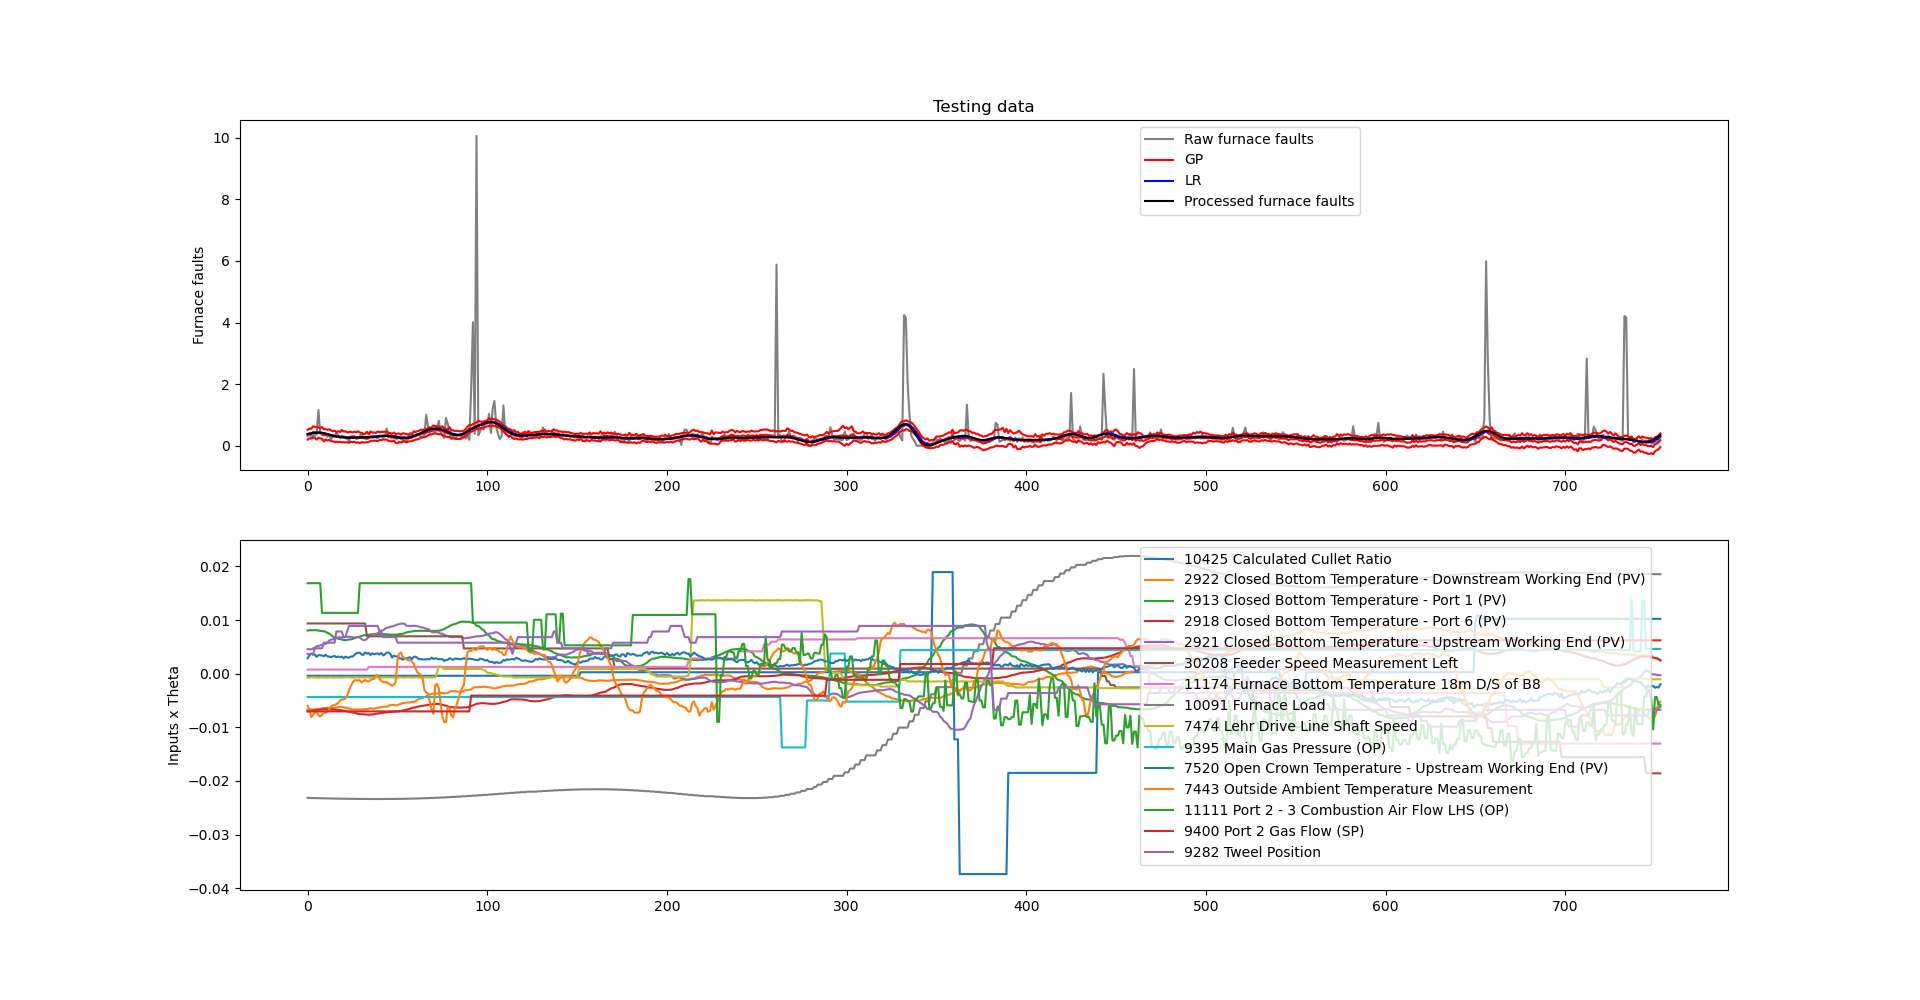 Testing data
Furnace faults
10
8
6
4
2
0
Raw furnace faults
GP
LR
Processed furnace faults
0 100 200 300 400 500 600 700
Inputs x Theta
0.02
0.01
0.00
−0.01
−0.02
−0.03
−0.04
10425 Calculated Cullet Ratio
2922 Closed Bottom Temperature - Downstream Working End (PV)
2913 Closed Bottom Temperature - Port 1 (PV)
2918 Closed Bottom Temperature - Port 6 (PV)
2921 Closed Bottom Temperature - Upstream Working End (PV)
30208 Feeder Speed Measurement Left
11174 Furnace Bottom Temperature 18m D/S of B8
10091 Furnace Load
7474 Lehr Drive Line Shaft Speed
9395 Main Gas Pressure (OP)
7520 Open Crown Temperature - Upstream Working End (PV)
7443 Outside Ambient Temperature Measurement
11111 Port 2 - 3 Combustion Air Flow LHS (OP)
9400 Port 2 Gas Flow (SP)
9282 Tweel Position
0 100 200 300 400 500 600 700